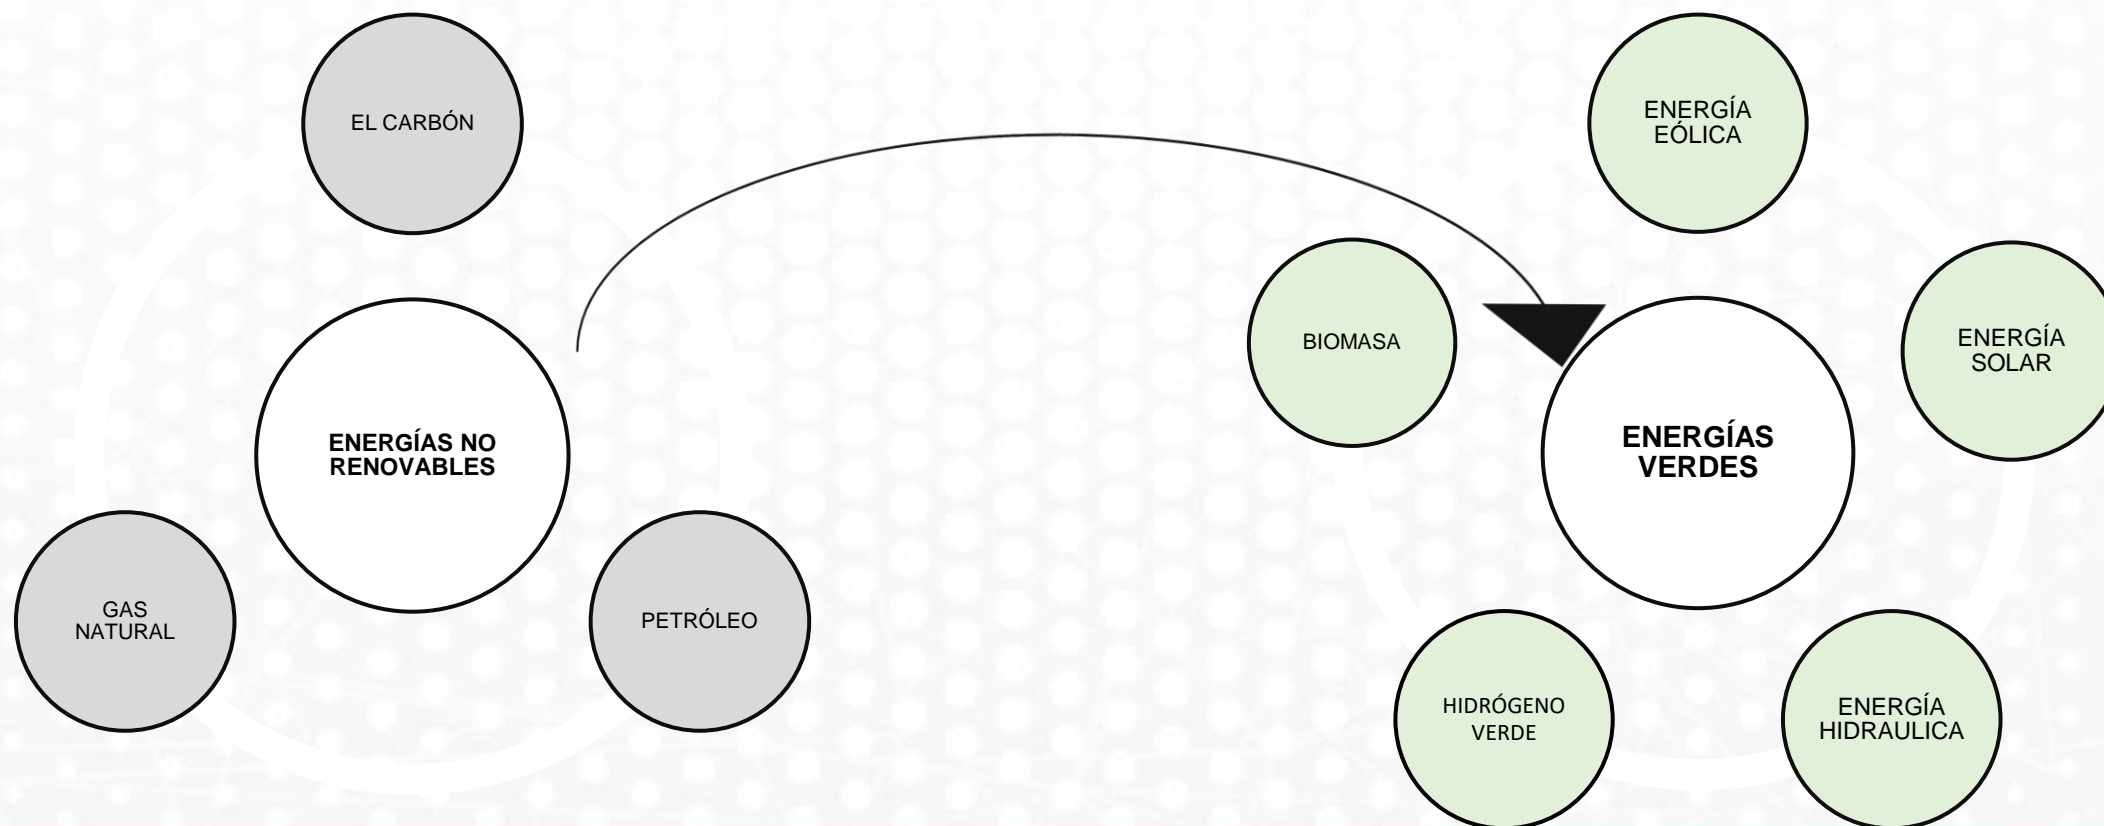 EL CARBÓN
ENERGÍAS NO
RENOVABLES
GAS
NATURAL
PETRÓLEO
ENERGÍA
EÓLICA
BIOMASA
ENERGÍA
SOLAR
ENERGÍAS
VERDES
HIDRÓGENO
VERDE
ENERGÍA
HIDRAULICA